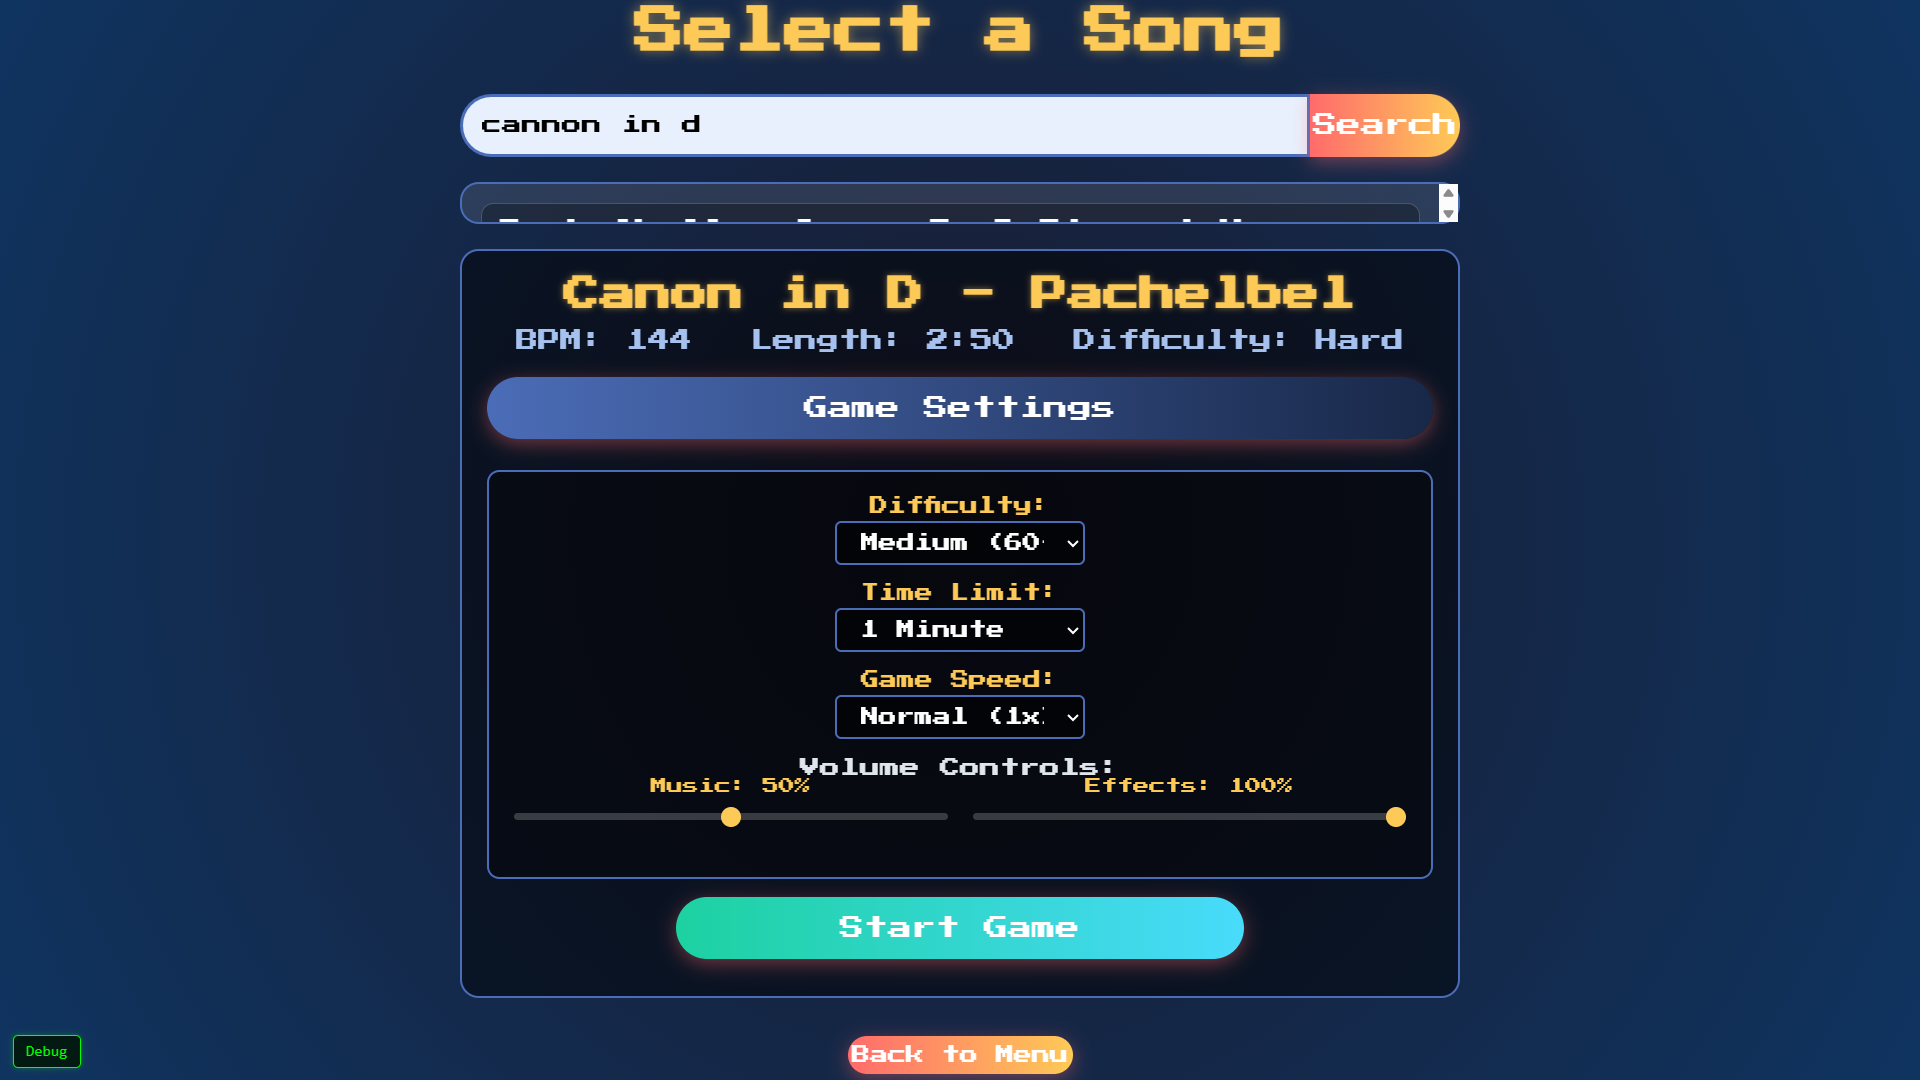 Select a Song
cannon in d
Search
Canon in D - Pachelbel
BPM: 144 Length: 2:50 Difficulty: Hard
Game Settings
Difficulty:
Medium (60
Time Limit:
1 Minute
Game Speed:
Normal (1x
Volume Controls:
Music: 50% Effects: 100%
Start Game
Back to Menu
Debug